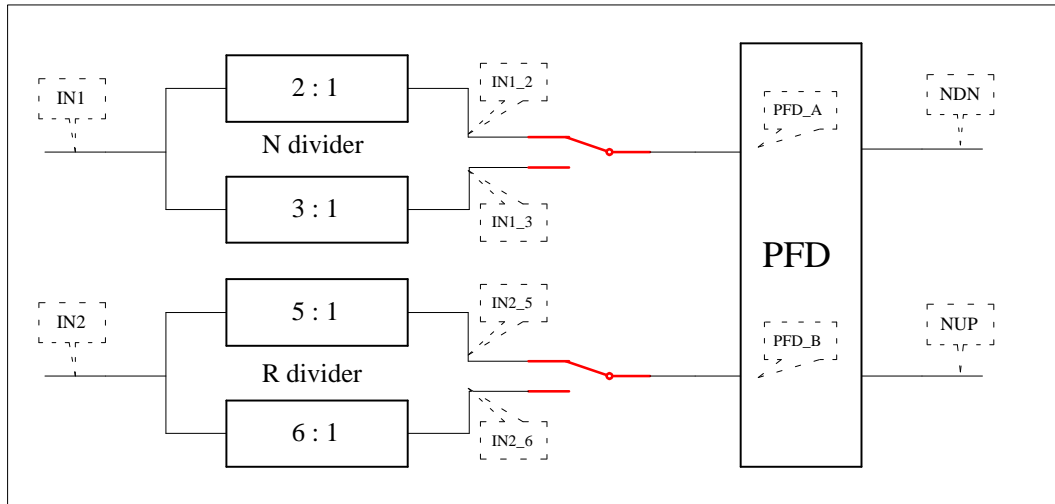 IN1
2 : 1
N divider
3 : 1
IN1_2
IN1_3
PFD_A
NDN
PFD
IN2
5 : 1
R divider
6 : 1
IN2_5
IN2_6
PFD_B
NUP